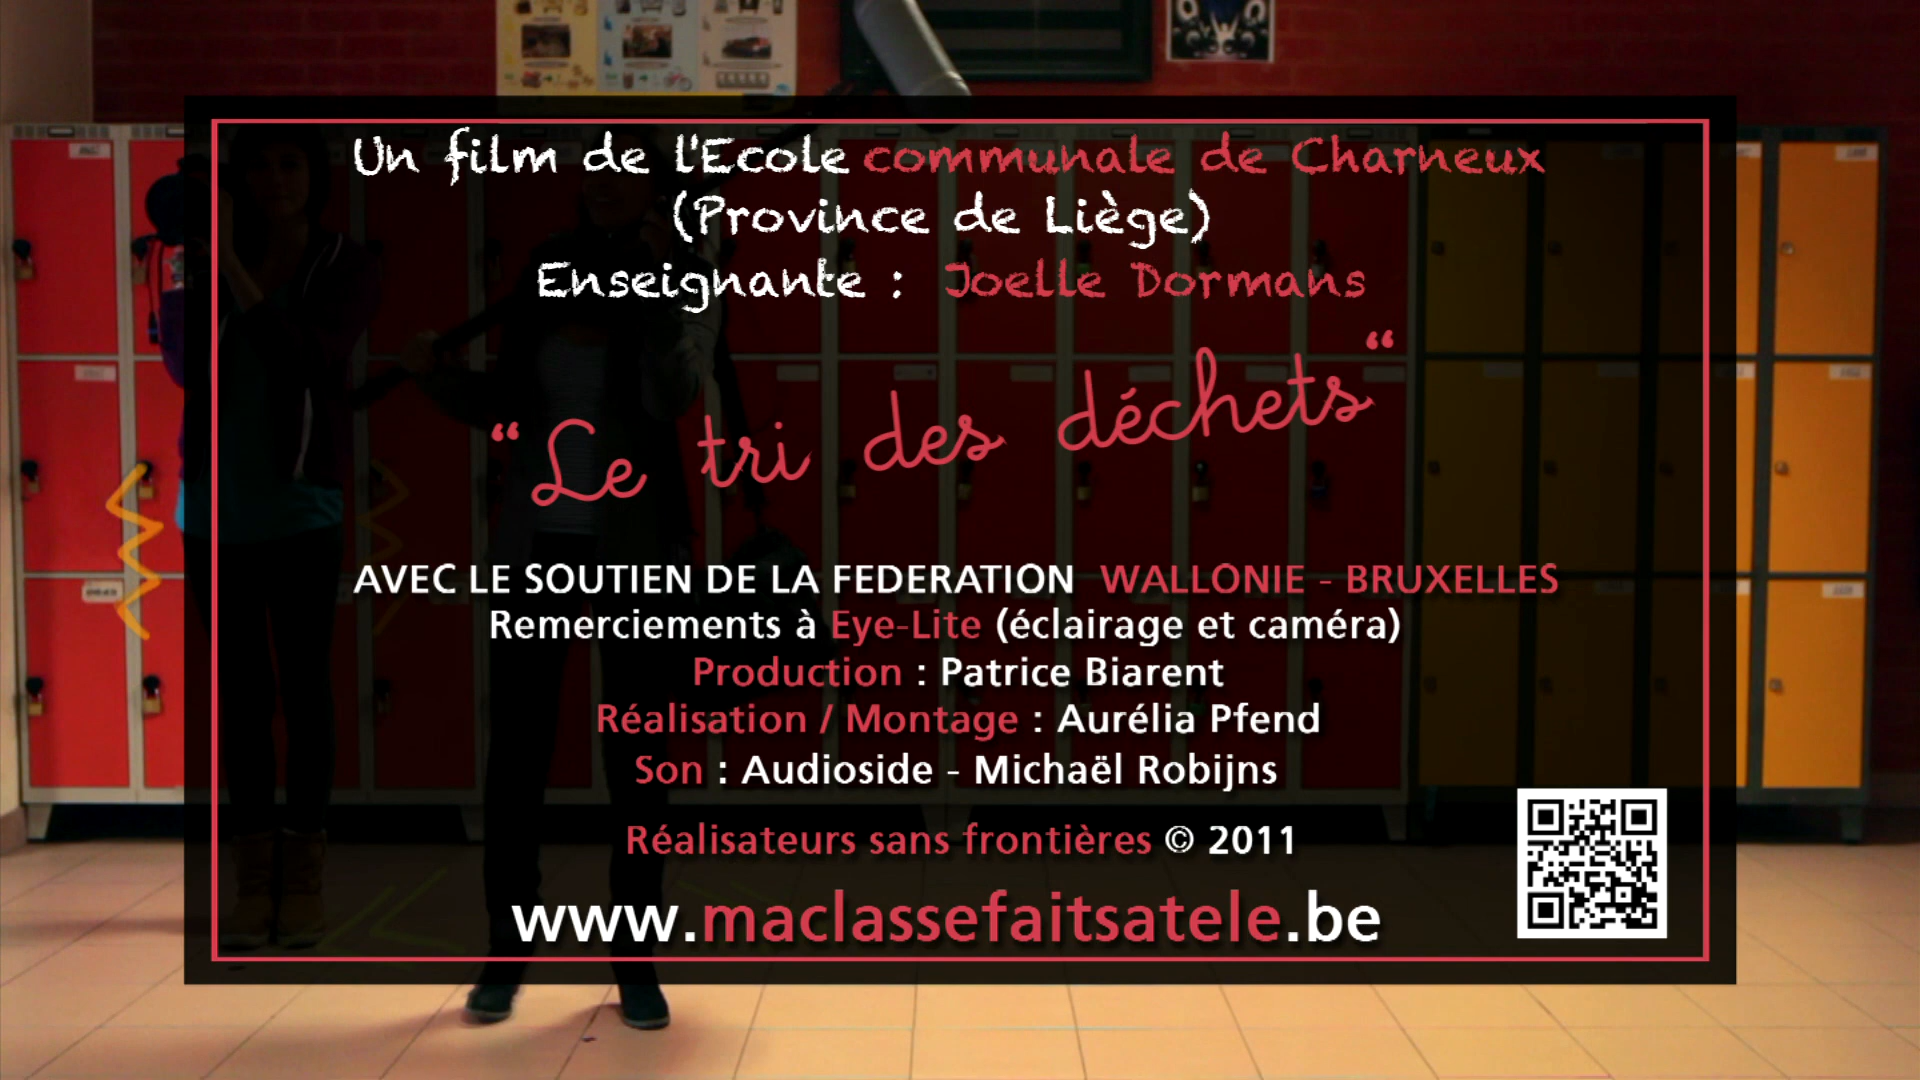 Un film de l'Ecole communale de Charneux
(Province de Liège)
Enseignante : Joelle Dormans
“Le tri des déchets“
AVEC LE SOUTIEN DE LA FEDERATION WALLONIE - BRUXELLES
Remerciements à Eye-Lite (éclairage et caméra)
Production : Patrice Biarent
Réalisation / Montage : Aurélia Pfend
Son : Audioside - Michaël Robijns
Réalisateurs sans frontières © 2011
www.maclassefaitsatele.be